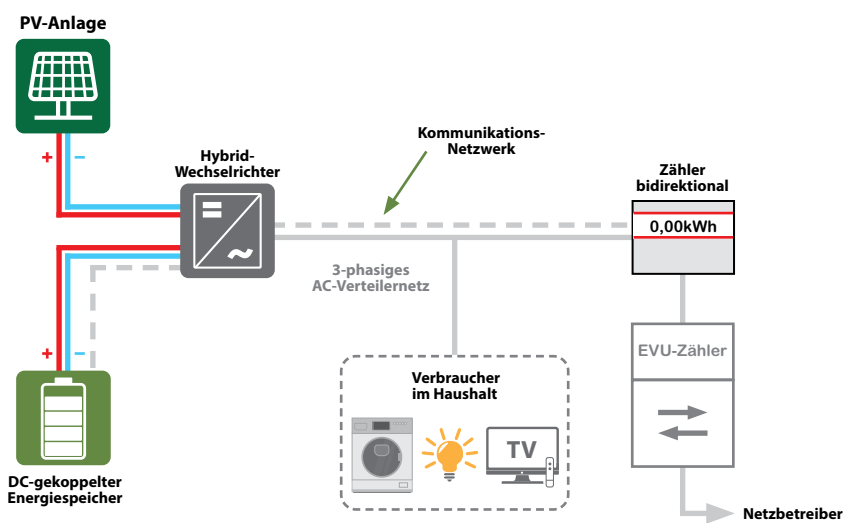 PV-Anlage
+ −
Hybrid-
Wechselrichter
Kommunikations-
Netzwerk
Zähler
bidirektional
0,00kWh
3-phasiges
AC-Verteilernetz
+ −
EVU-Zähler
Verbraucher
im Haushalt
TV
DC-gekoppelter
Energiespeicher
Netzbetreiber